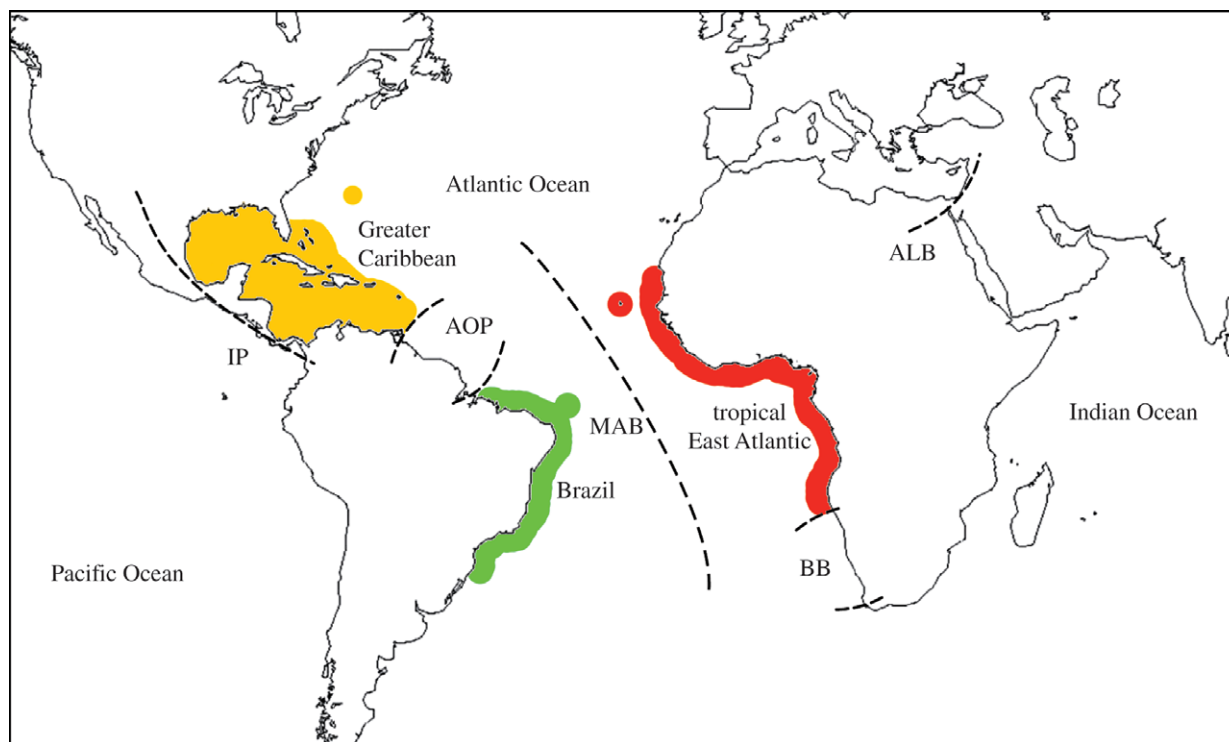 Atlantic Ocean
Greater
Caribbean
ALB
AOP
IP
tropical
East Atlantic
Indian Ocean
MAB
Brazil
BB
Pacific Ocean